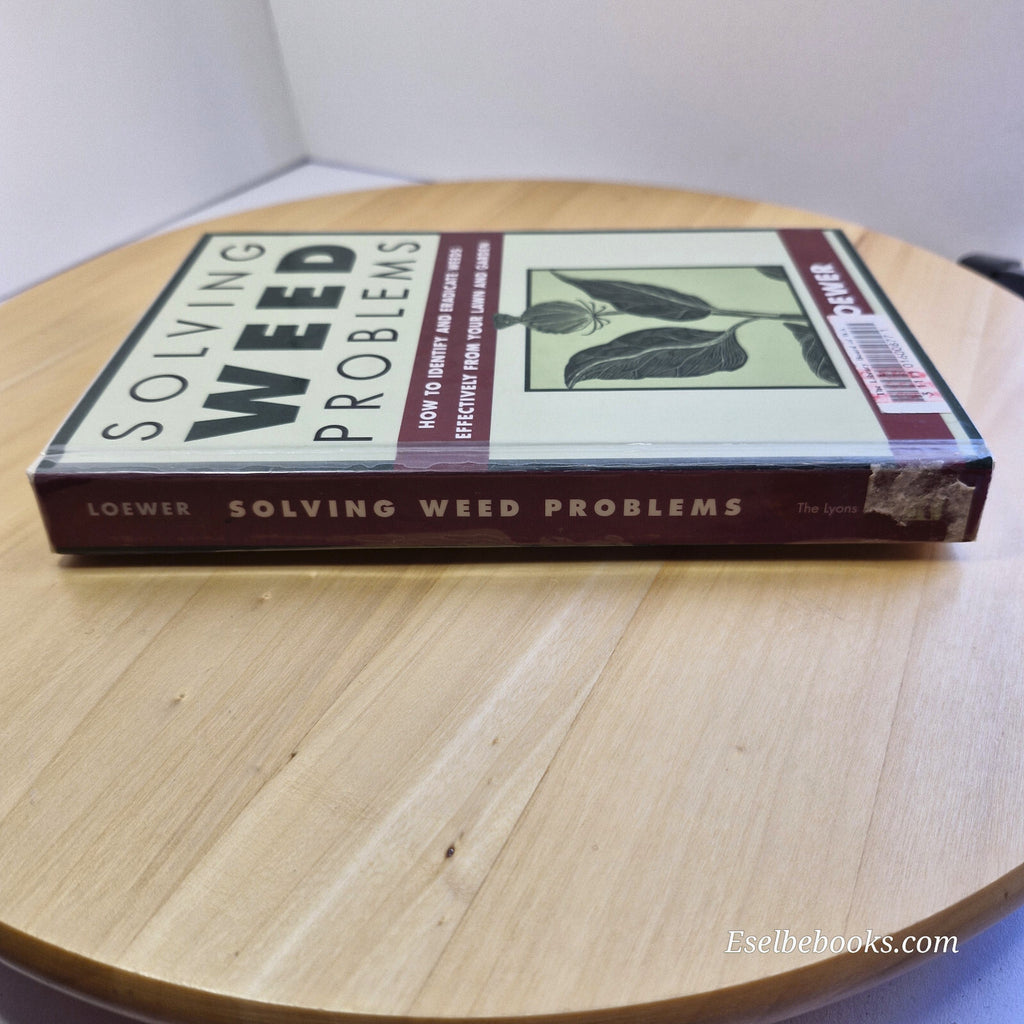 SOLVING
WEED
PROBLEMS
HOW TO IDENTIFY AND ERADICATE WEEDS
EFFECTIVELY FROM YOUR LAWN AND GARDEN
OEWER
LOEWER
SOLVING WEED PROBLEMS
The Lyons
Eselbebooks.com